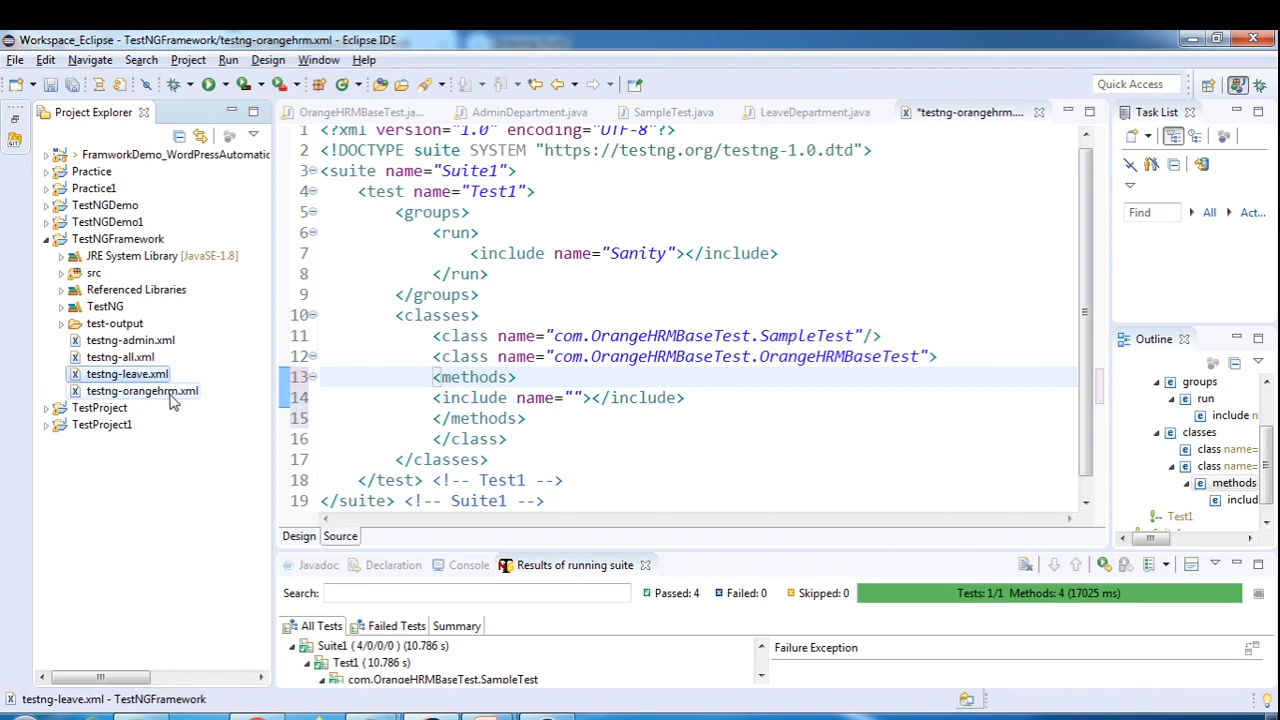 Workspace_Eclipse - TestNGFramework/testng-orangehrm.xml - Eclipse IDE
File Edit Navigate Search Project Run Design Window Help
Quick Access
Project Explorer
> FramworkDemo_WordPressAutomatic
Practice
Practice1
TestNGDemo
TestNGDemo1
TestNGFramework
JRE System Library [JavaSE-1.8]
src
Referenced Libraries
TestNG
test-output
testng-admin.xml
testng-all.xml
testng-leave.xml
testng-orangehrm.xml
TestProject
TestProject1
OrangeHRMBaseTest.ja... AdminDepartment.java SampleTest.java LeaveDepartment.java *testng-orangehrm....
1 <?xml version="1.0" encoding="UTF-8"?>
2 <!DOCTYPE suite SYSTEM "https://testng.org/testng-1.0.dtd">
3 <suite name="Suite1">
4 <test name="Test1">
5 <groups>
6 <run>
7 <include name="Sanity"></include>
8 </run>
9 </groups>
10 <classes>
11 <class name="com.OrangeHRMBaseTest.SampleTest"/>
12 <class name="com.OrangeHRMBaseTest.OrangeHRMBaseTest">
13 <methods>
14 <include name=""></include>
15 </methods>
16 </class>
17 </classes>
18 </test> <!-- Test1 -->
19 </suite> <!-- Suite1 -->
Design Source
Task List
Find All Act...
Outline
groups
run
include n
classes
class name=
class name=
methods
includ
Test1
Javadoc Declaration Console Results of running suite
Search: Passed: 4 Failed: 0 Skipped: 0 Tests: 1/1 Methods: 4 (17025 ms)
All Tests Failed Tests Summary
Failure Exception
Suite1 ( 4/0/0/0 ) (10.786 s)
Test1 (10.786 s)
com.OrangeHRMBaseTest.SampleTest
testng-leave.xml - TestNGFramework